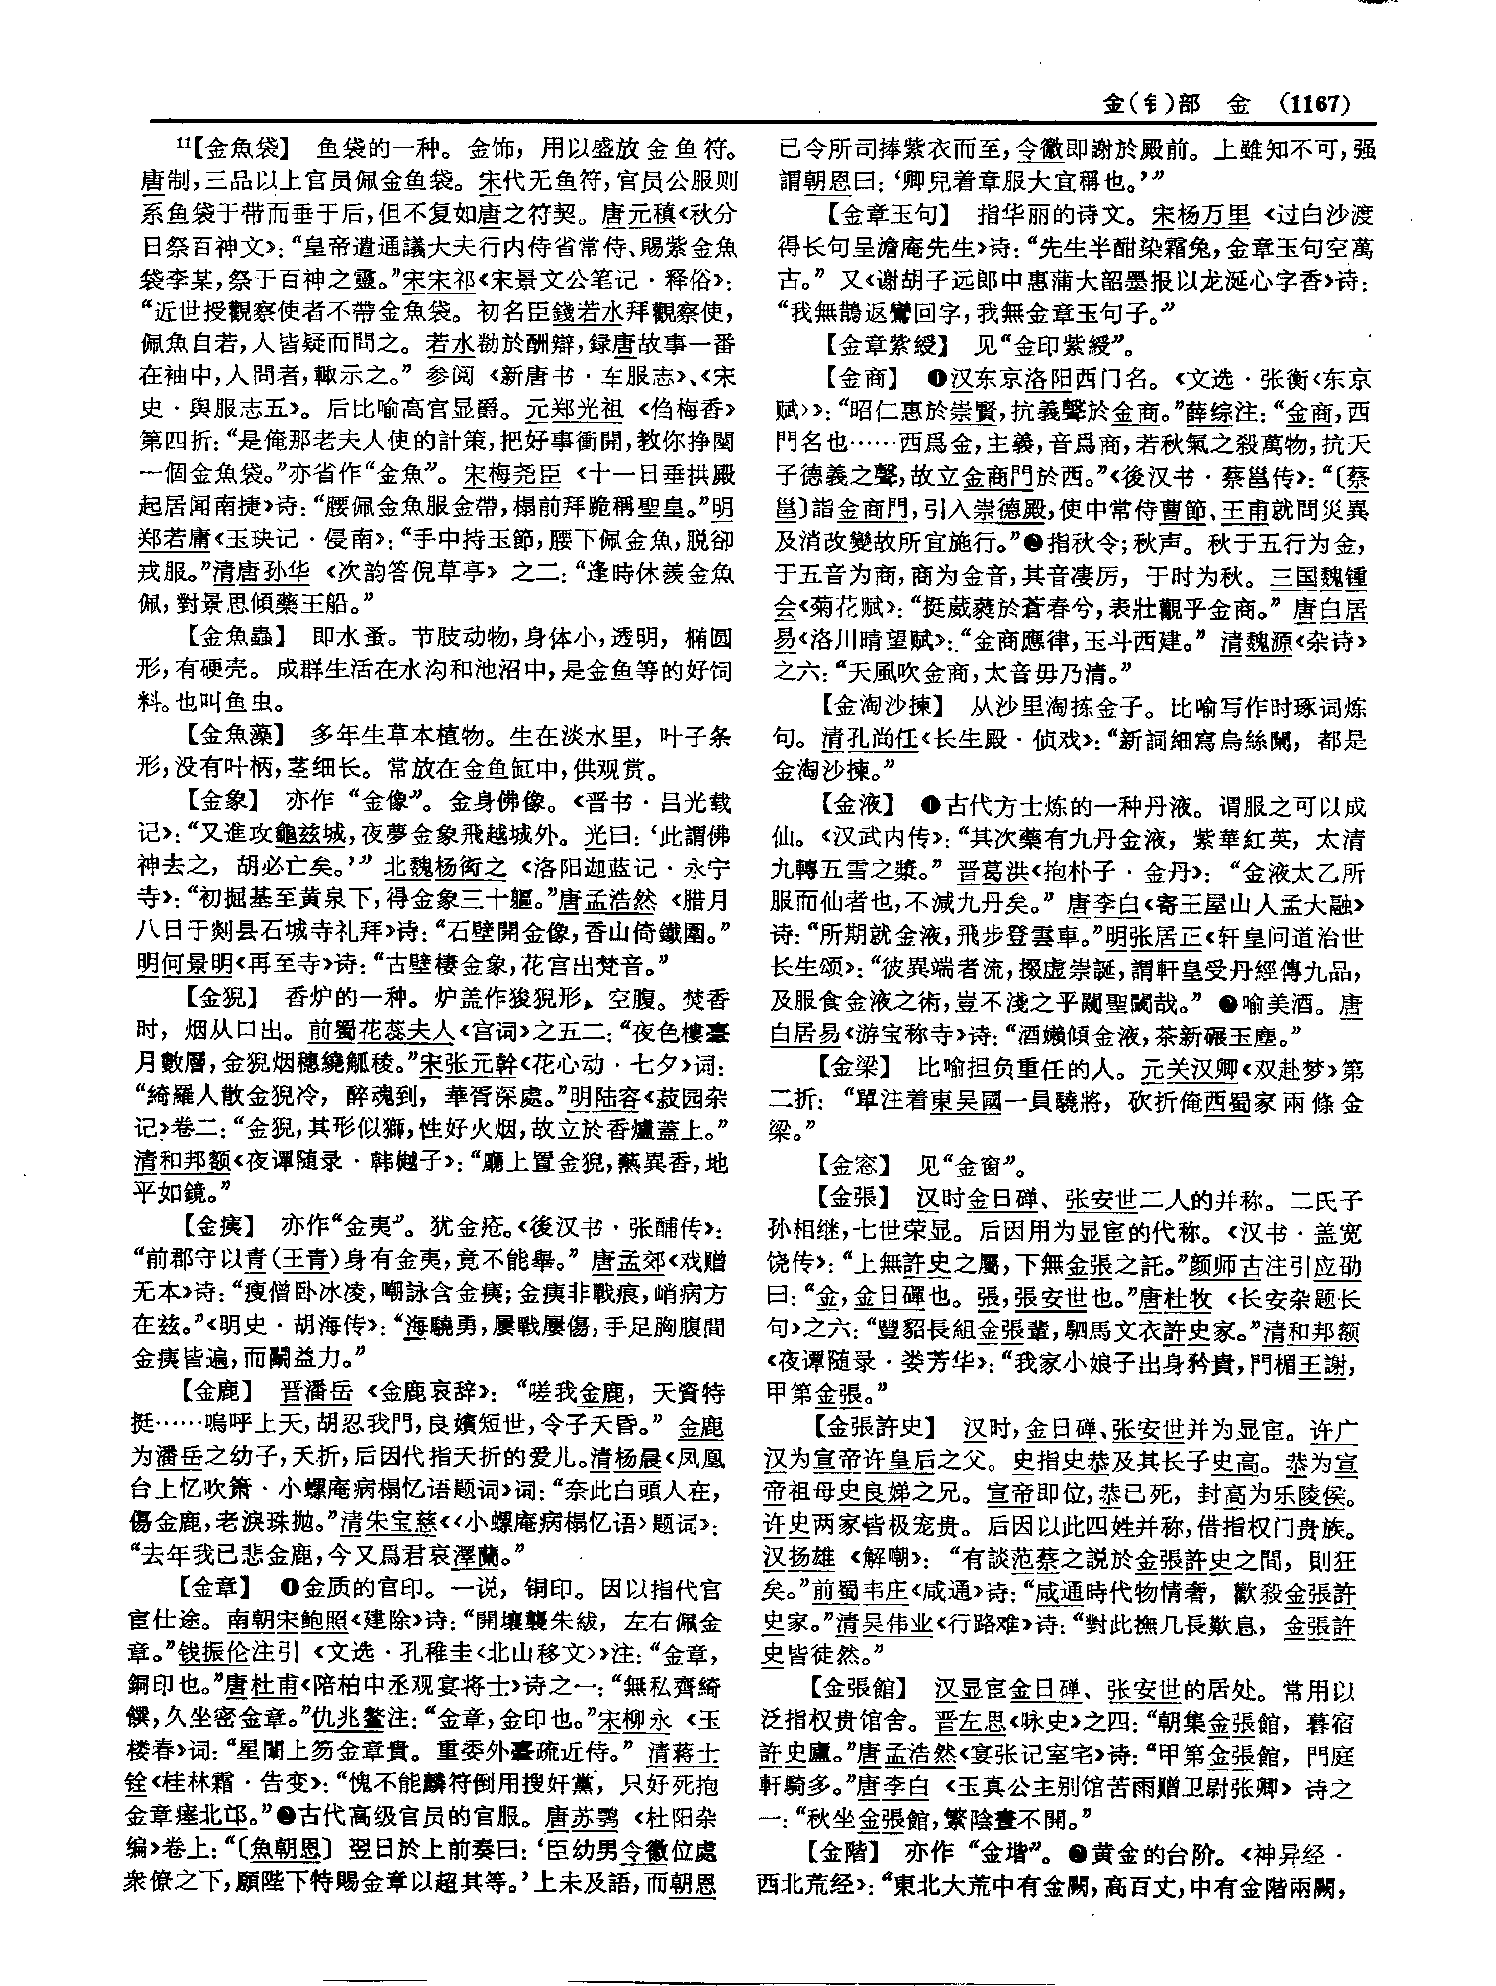 金(钅)部　金　(1167)
11【金魚袋】　鱼袋的一种。金饰，用以盛放金鱼符。
唐制，三品以上官员佩金鱼袋。宋代无鱼符，官员公服则
系鱼袋于带而垂于后，但不复如唐之符契。唐元稹《秋分
日祭百神文》：“皇帝遣通議大夫行内侍省常侍、賜紫金魚
袋李某，祭于百神之靈。”宋宋祁《宋景文公笔记·释俗》：
“近世授觀察使者不帶金魚袋。初名臣錢若水拜觀察使，
佩魚自若，人皆疑而問之。若水勌於酬辯，録唐故事一番
在袖中，人問者，輒示之。”参阅《新唐书·车服志》、《宋
史·舆服志五》。后比喻高官显爵。元郑光祖《㑇梅香》
第四折：“是俺那老夫人使的計策，把好事衝開，教你挣闥
一個金魚袋。”亦省作“金魚”。宋梅尧臣《十一日垂拱殿
起居闻南捷》诗：“腰佩金魚服金帶，榻前拜跪稱聖皇。”明
郑若庸《玉玦记·侵南》：“手中持玉節，腰下佩金魚，脱卻
戎服。”清唐孙华《次韵答倪草亭》之二：“逢時休羨金魚
佩，對景思傾藥玉船。”
【金魚蟲】　即水蚤。节肢动物，身体小，透明，椭圆
形，有硬壳。成群生活在水沟和池沼中，是金鱼等的好饲
料。也叫鱼虫。
【金魚藻】　多年生草本植物。生在淡水里，叶子条
形，没有叶柄，茎细长。常放在金鱼缸中，供观赏。
【金象】　亦作“金像”。金身佛像。《晋书·吕光载
记》：“又進攻龜兹城，夜夢金象飛越城外。光曰：‘此謂佛
神去之，胡必亡矣。’”北魏杨衒之《洛阳迦蓝记·永宁
寺》：“初掘基至黄泉下，得金象三十軀。”唐孟浩然《腊月
八日于剡县石城寺礼拜》诗：“石壁開金像，香山倚鐵圍。”
明何景明《再至寺》诗：“古壁棲金象，花宫出梵音。”
【金猊】　香炉的一种。炉盖作狻猊形，空腹。焚香
时，烟从口出。前蜀花蕊夫人《宫词》之五二：“夜色樓臺
月數層，金猊烟穗繞觚稜。”宋张元幹《花心动·七夕》词：
“綺羅人散金猊冷，醉魂到，華胥深處。”明陆容《菽园杂
记》卷二：“金猊，其形似獅，性好火烟，故立於香爐蓋上。”
清和邦额《夜谭随录·韩樾子》：“廳上置金猊，爇異香，地
平如鏡。”
【金痍】　亦作“金夷”。犹金疮。《後汉书·张酺传》：
“前郡守以青(王青)身有金夷，竟不能舉。”唐孟郊《戏赠
无本》诗：“瘦僧卧冰凌，嘲詠含金痍；金痍非戰痕，峭病方
在兹。”《明史·胡海传》：“海驍勇，屢戰屢傷，手足胸腹間
金痍皆遍，而鬭益力。”
【金鹿】　晋潘岳《金鹿哀辞》：“嗟我金鹿，天資特
挺……嗚呼上天，胡忍我門，良嬪短世，令子夭昏。”金鹿
为潘岳之幼子，夭折，后因代指夭折的爱儿。清杨晨《凤凰
台上忆吹箫·小螺庵病榻忆语题词》词：“奈此白頭人在，
傷金鹿，老淚珠抛。”清朱宝慈《〈小螺庵病榻忆语〉题词》：
“去年我已悲金鹿，今又爲君哀澤蘭。”
【金章】　❶金质的官印。一说，铜印。因以指代官
宦仕途。南朝宋鲍照《建除》诗：“開壤襲朱紱，左右佩金
章。”钱振伦注引《文选·孔稚圭〈北山移文〉》注：“金章，
銅印也。”唐杜甫《陪柏中丞观宴将士》诗之一：“無私齊綺
饌，久坐密金章。”仇兆鳌注：“金章，金印也。”宋柳永《玉
楼春》词：“星闈上笏金章貴。重委外臺疏近侍。”清蒋士
铨《桂林霜·告变》：“愧不能麟符倒用搜奸黨，只好死抱
金章瘞北邙。”❷古代高级官员的官服。唐苏鹗《杜阳杂
编》卷上：“〔魚朝恩〕翌日於上前奏曰：‘臣幼男令徽位處
衆僚之下，願陛下特賜金章以超其等。’上未及語，而朝恩
已令所司捧紫衣而至，令徽即謝於殿前。上雖知不可，强
謂朝恩曰：‘卿兒着章服大宜稱也。’”
【金章玉句】　指华丽的诗文。宋杨万里《过白沙渡
得长句呈澹庵先生》诗：“先生半酣染霜兔，金章玉句空萬
古。”又《谢胡子远郎中惠蒲大韶墨报以龙涎心字香》诗：
“我無鵲返鸞回字，我無金章玉句子。”
【金章紫綬】　见“金印紫綬”。
【金商】　❶汉东京洛阳西门名。《文选·张衡〈东京
赋〉》：“昭仁惠於崇賢，抗義聲於金商。”薛综注：“金商，西
門名也……西爲金，主義，音爲商，若秋氣之殺萬物，抗天
子德義之聲，故立金商門於西。”《後汉书·蔡邕传》：“〔蔡
邕〕詣金商門，引入崇德殿，使中常侍曹節、王甫就問災異
及消改變故所宜施行。”❷指秋令；秋声。秋于五行为金，
于五音为商，商为金音，其音凄厉，于时为秋。三国魏锺
会《菊花赋》：“挺葳蕤於蒼春兮，表壯觀乎金商。”唐白居
易《洛川晴望赋》：“金商應律，玉斗西建。”清魏源《杂诗》
之六：“天風吹金商，太音毋乃清。”
【金淘沙揀】　从沙里淘拣金子。比喻写作时琢词炼
句。清孔尚任《长生殿·侦戏》：“新詞細寫烏絲闌，都是
金淘沙揀。”
【金液】　❶古代方士炼的一种丹液。谓服之可以成
仙。《汉武内传》：“其次藥有九丹金液，紫華紅英，太清
九轉五雲之漿。”晋葛洪《抱朴子·金丹》：“金液太乙所
服而仙者也，不减九丹矣。”唐李白《寄王屋山人孟大融》
诗：“所期就金液，飛步登雲車。”明张居正《轩皇问道治世
长生颂》：“彼異端者流，掇虚崇誕，謂軒皇受丹經傳九品，
及服食金液之術，豈不淺之乎闚聖閾哉。”❷喻美酒。唐
白居易《游宝称寺》诗：“酒嬾傾金液，茶新碾玉塵。”
【金梁】　比喻担负重任的人。元关汉卿《双赴梦》第
二折：“單注着東吴國一員驍將，砍折俺西蜀家兩條金
梁。”
【金窓】　见“金窗”。
【金張】　汉时金日磾、张安世二人的并称。二氏子
孙相继，七世荣显。后因用为显宦的代称。《汉书·盖宽
饶传》：“上無許史之屬，下無金張之託。”颜师古注引应劭
曰：“金，金日磾也。張，張安世也。”唐杜牧《长安杂题长
句》之六：“豐貂長組金張輩，駟馬文衣許史家。”清和邦额
《夜谭随录·娄芳华》：“我家小娘子出身矜貴，門楣王謝，
甲第金張。”
【金張許史】　汉时，金日磾、张安世并为显宦。许广
汉为宣帝许皇后之父。史指史恭及其长子史高。恭为宣
帝祖母史良娣之兄。宣帝即位，恭已死，封高为乐陵侯。
许史两家皆极宠贵。后因以此四姓并称，借指权门贵族。
汉扬雄《解嘲》：“有談范蔡之説於金張許史之間，則狂
矣。”前蜀韦庄《咸通》诗：“咸通時代物情奢，歡殺金張許
史家。”清吴伟业《行路难》诗：“對此撫几長歎息，金張許
史皆徒然。”
【金張館】　汉显宦金日磾、张安世的居处。常用以
泛指权贵馆舍。晋左思《咏史》之四：“朝集金張館，暮宿
許史廬。”唐孟浩然《宴张记室宅》诗：“甲第金張館，門庭
軒騎多。”唐李白《玉真公主别馆苦雨赠卫尉张卿》诗之
一：“秋坐金張館，繁陰晝不開。”
【金階】　亦作“金堦”。❶黄金的台阶。《神异经·
西北荒经》：“東北大荒中有金闕，高百丈，中有金階兩闕，